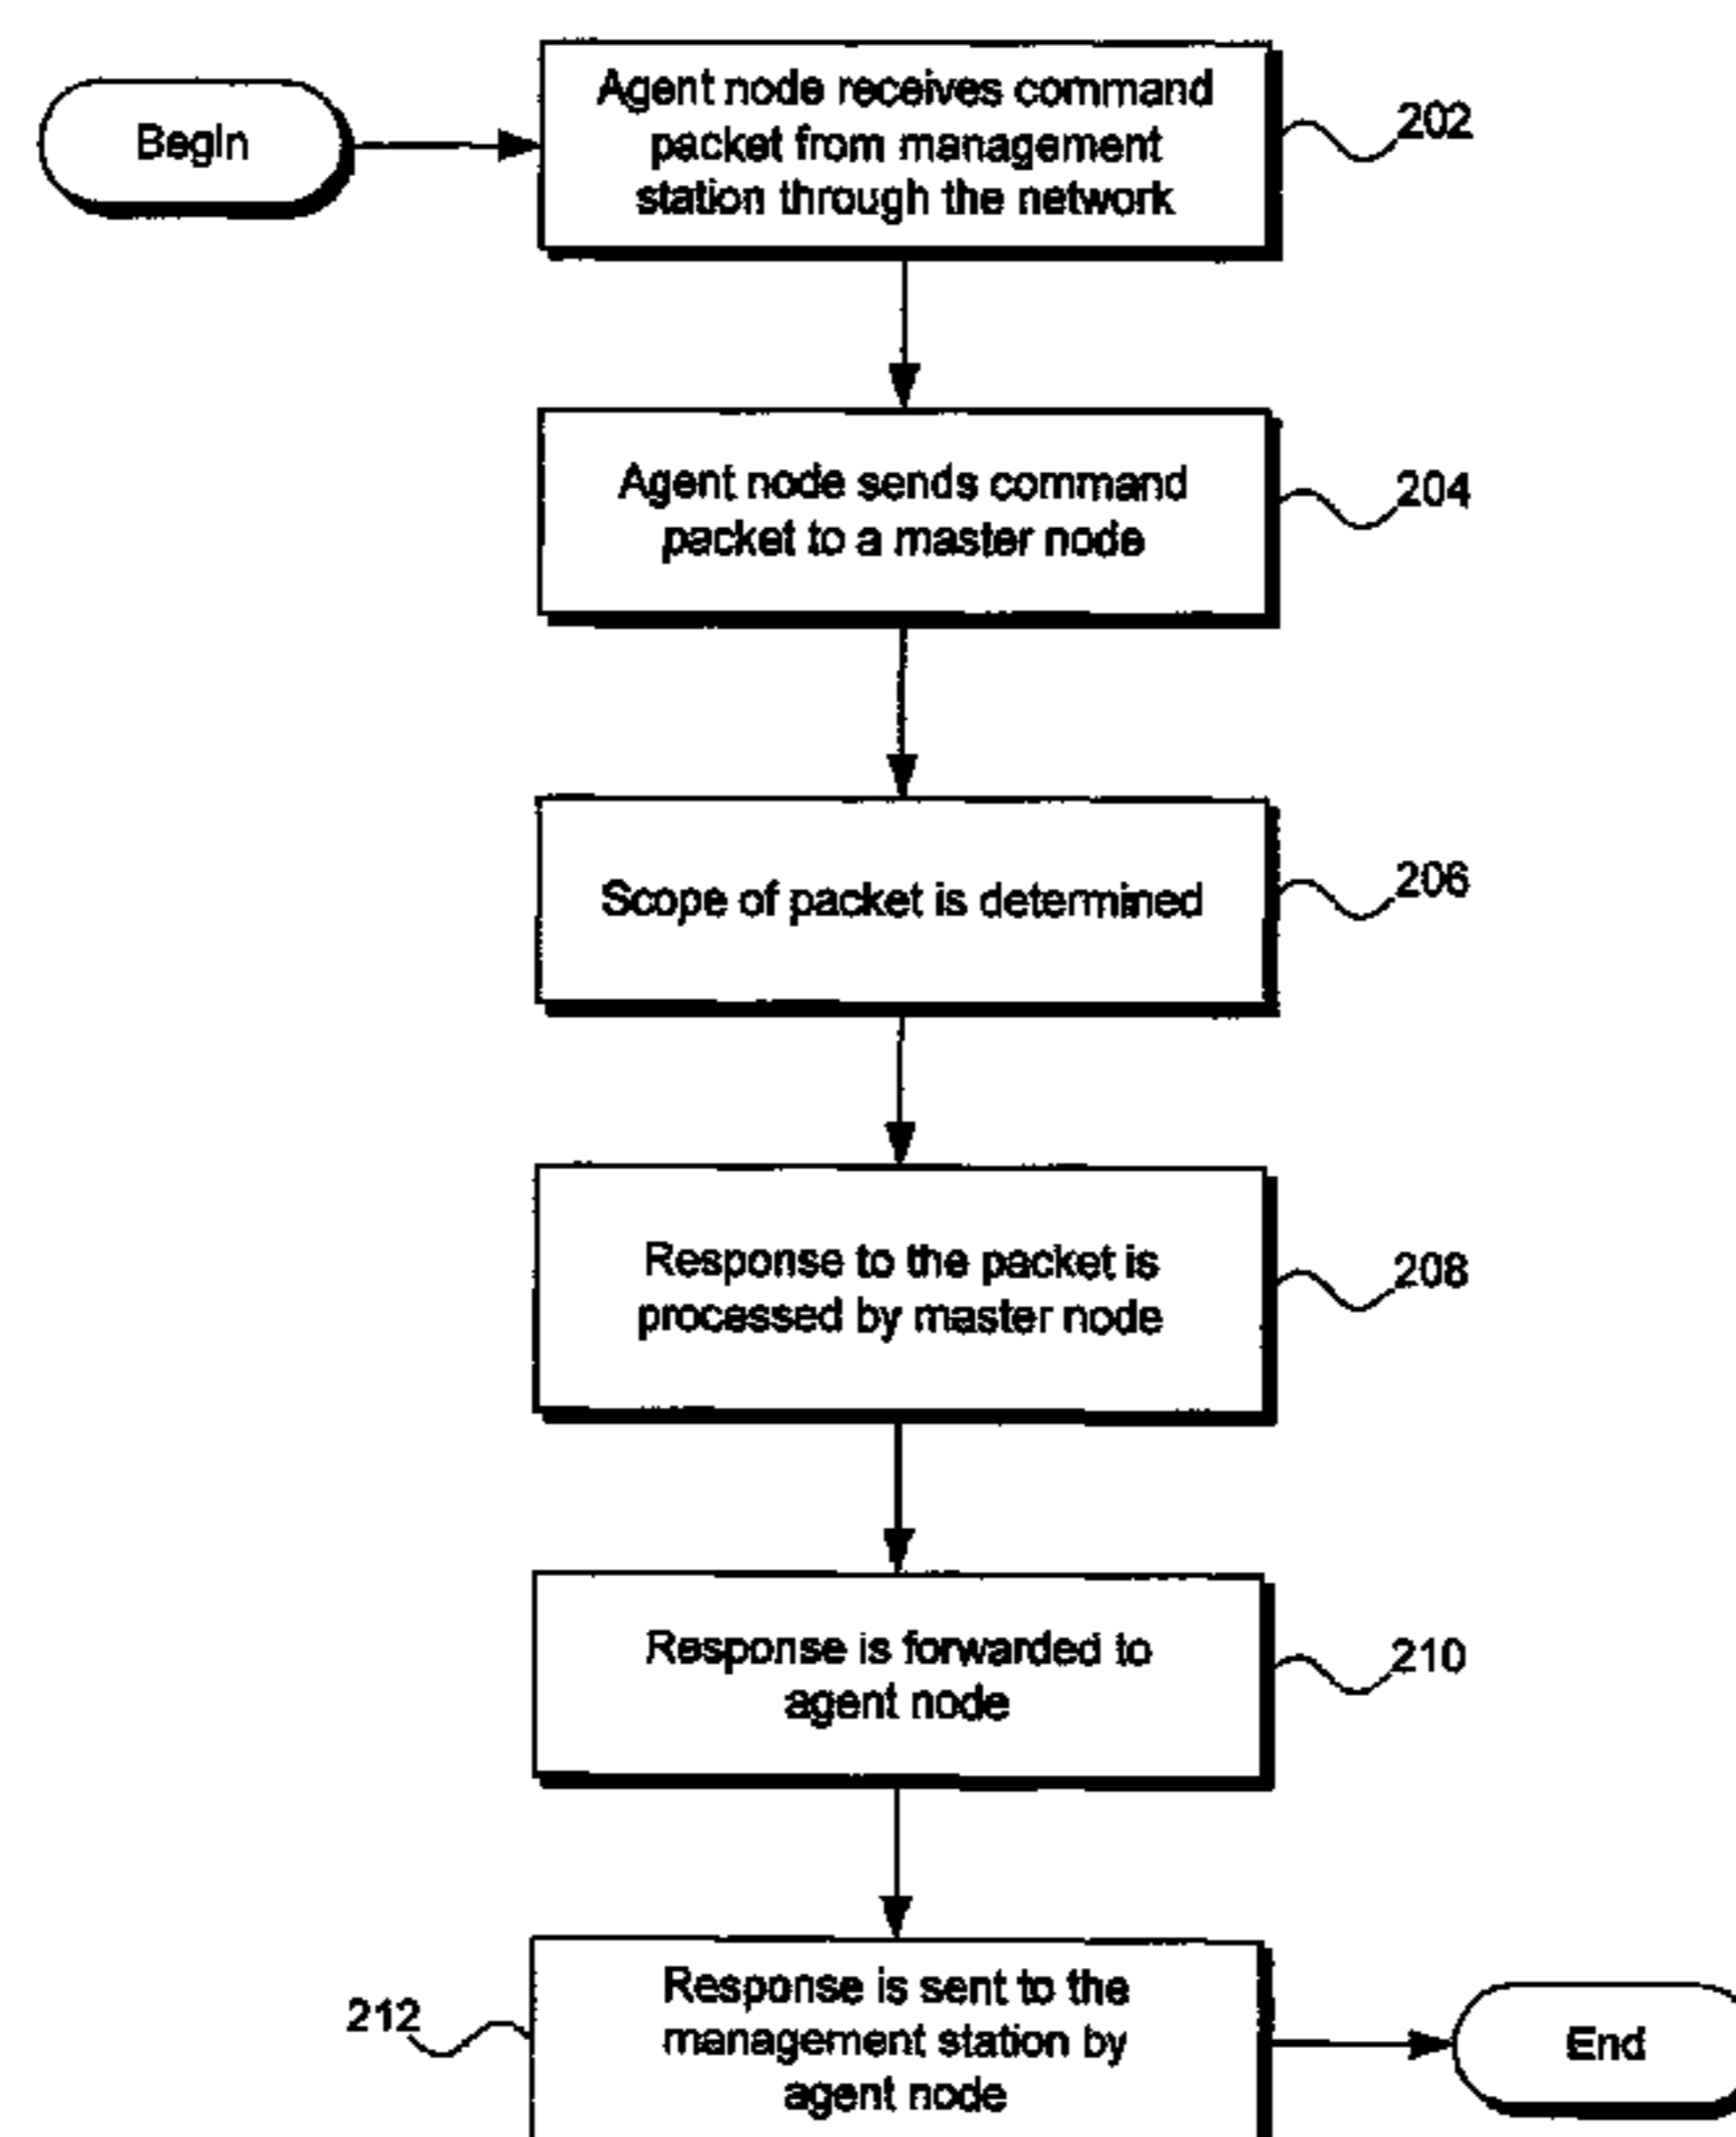 Begin
Agent node receives command
packet from management
station through the network
202
Agent node sends command
packet to a master node
204
Scope of packet is determined
206
Response to the packet is
processed by master node
208
Response is forwarded to
agent node
210
212
Response is sent to the
management station by
agent node
End